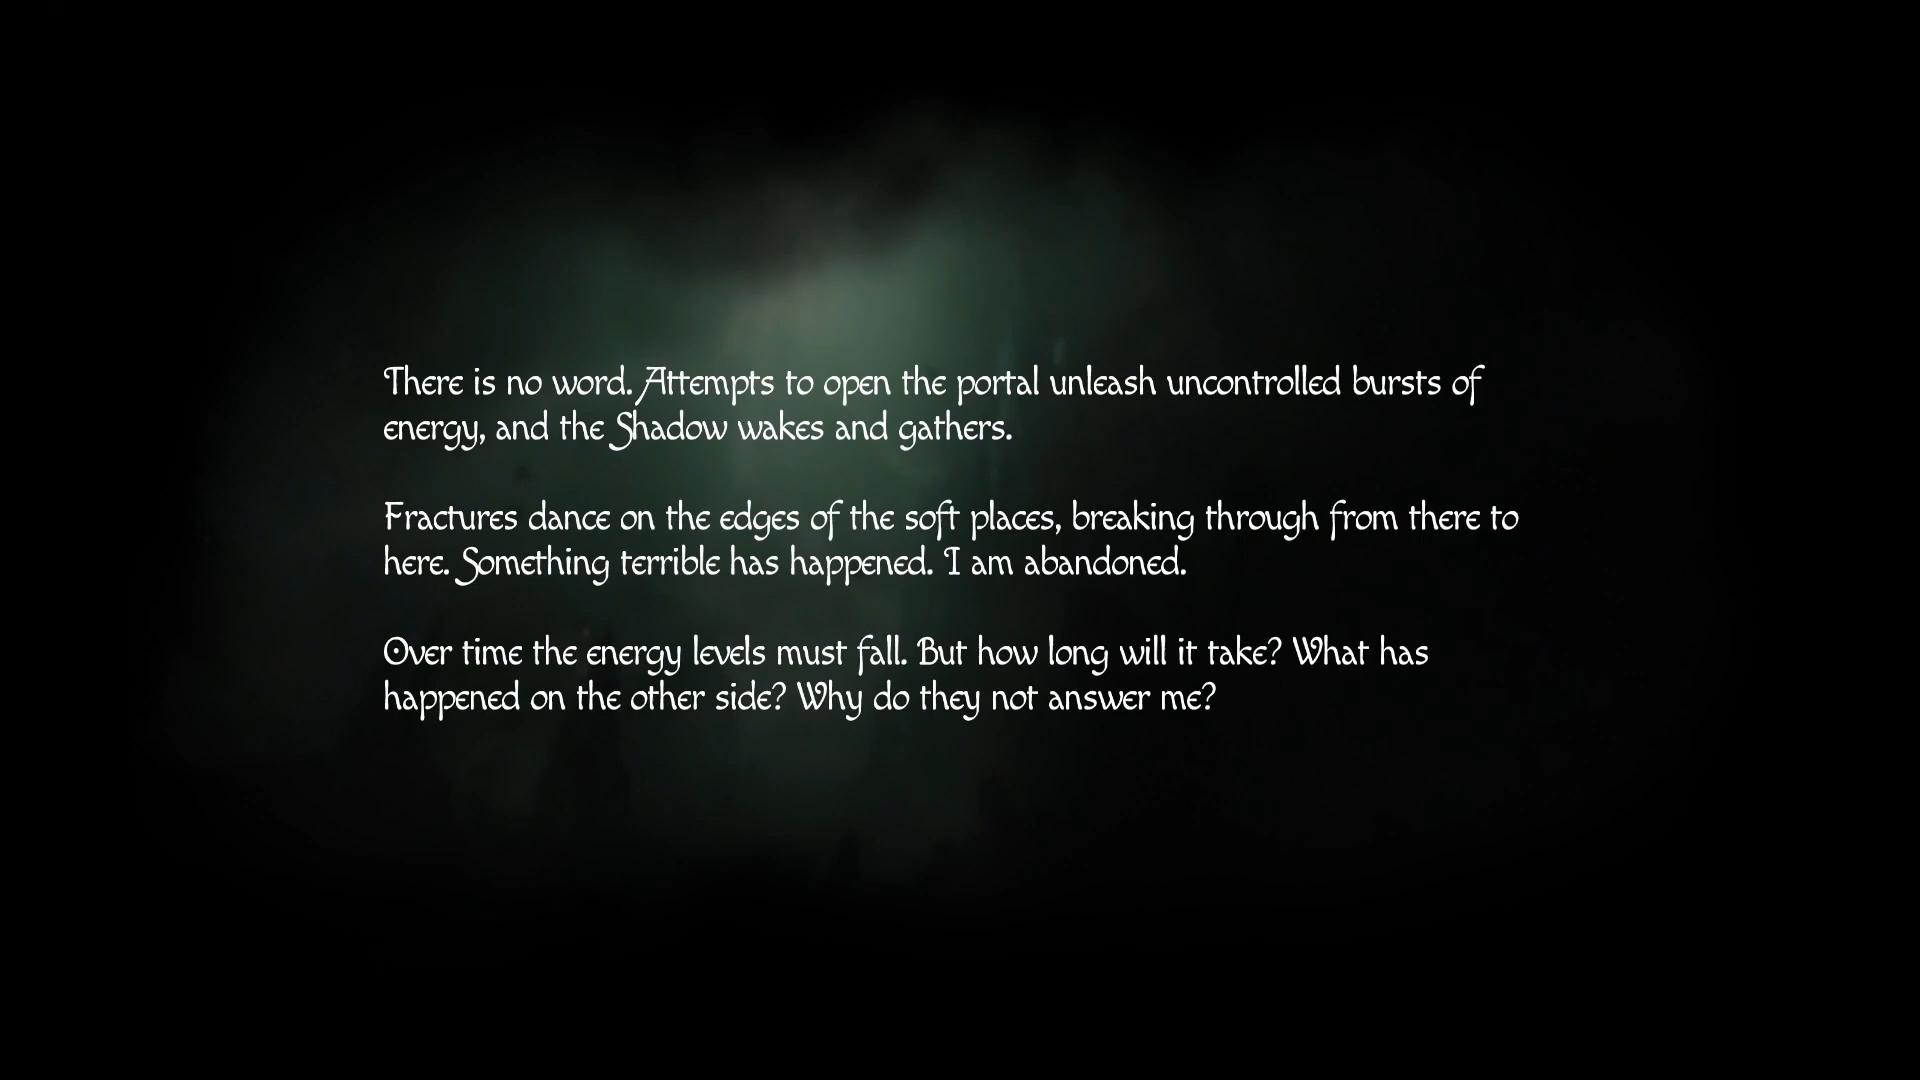 There is no word. Attempts to open the portal unleash uncontrolled bursts of
energy, and the Shadow wakes and gathers.
Fractures dance on the edges of the soft places, breaking through from there to
here. Something terrible has happened. I am abandoned.
Over time the energy levels must fall. But how long will it take? What has
happened on the other side? Why do they not answer me?